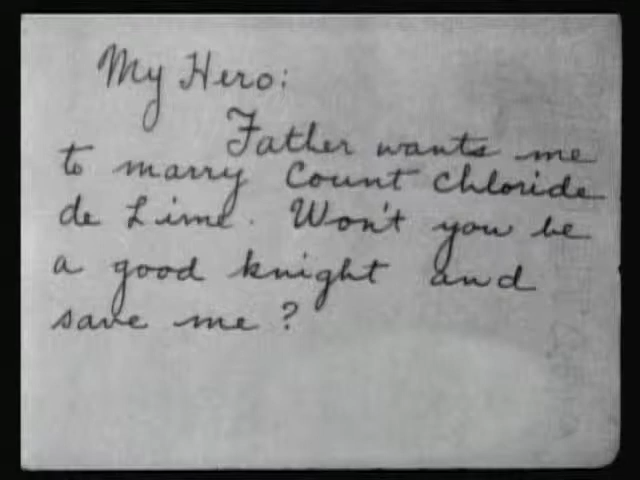 My Hero:
Father wants me
to marry Count Chloride
de Lime. Won't you be
a good knight and
save me?